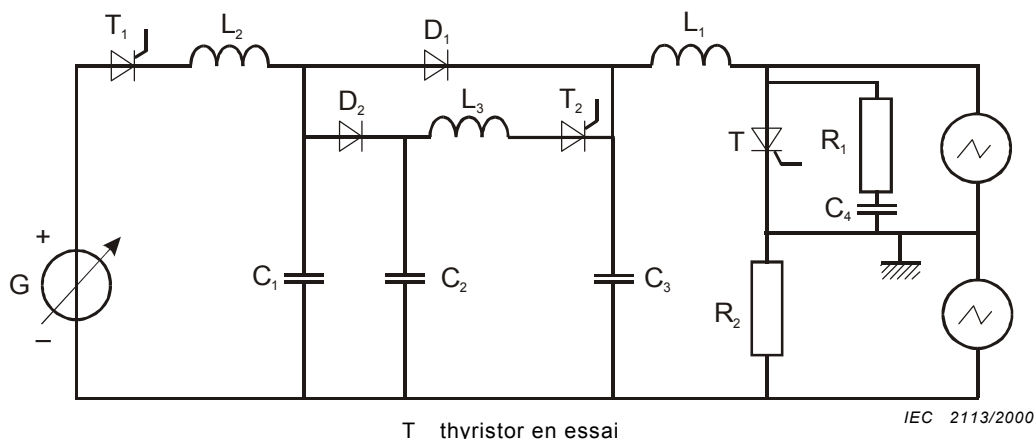 T₁ L₂ D₁ L₁
D₂ L₃ T₂
T R₁
C₄
+
G C₁ C₂ C₃ R₂
–
T thyristor en essai
IEC 2113/2000